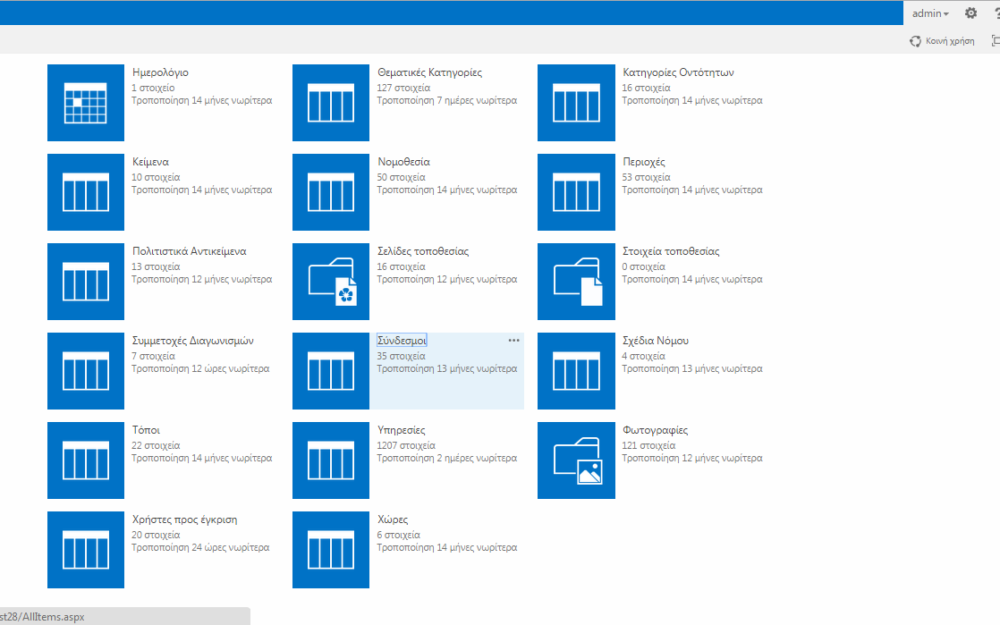 admin
?
Κοινή χρήση
Ημερολόγιο
1 στοιχείο
Τροποποίηση 14 μήνες νωρίτερα
Θεματικές Κατηγορίες
127 στοιχεία
Τροποποίηση 7 ημέρες νωρίτερα
Κατηγορίες Οντότητων
16 στοιχεία
Τροποποίηση 14 μήνες νωρίτερα
Κείμενα
10 στοιχεία
Τροποποίηση 14 μήνες νωρίτερα
Νομοθεσία
50 στοιχεία
Τροποποίηση 14 μήνες νωρίτερα
Περιοχές
53 στοιχεία
Τροποποίηση 14 μήνες νωρίτερα
Πολιτιστικά Αντικείμενα
13 στοιχεία
Τροποποίηση 12 μήνες νωρίτερα
Σελίδες τοποθεσίας
16 στοιχεία
Τροποποίηση 12 μήνες νωρίτερα
Στοιχεία τοποθεσίας
0 στοιχεία
Τροποποίηση 14 μήνες νωρίτερα
Συμμετοχές Διαγωνισμών
7 στοιχεία
Τροποποίηση 12 ώρες νωρίτερα
Σύνδεσμοι
35 στοιχεία
Τροποποίηση 13 μήνες νωρίτερα
Σχέδια Νόμου
4 στοιχεία
Τροποποίηση 13 μήνες νωρίτερα
Τόποι
22 στοιχεία
Τροποποίηση 14 μήνες νωρίτερα
Υπηρεσίες
1207 στοιχεία
Τροποποίηση 2 ημέρες νωρίτερα
Φωτογραφίες
121 στοιχεία
Τροποποίηση 12 μήνες νωρίτερα
Χρήστες προς έγκριση
20 στοιχεία
Τροποποίηση 24 ώρες νωρίτερα
Χώρες
6 στοιχεία
Τροποποίηση 14 μήνες νωρίτερα
st28/AllItems.aspx